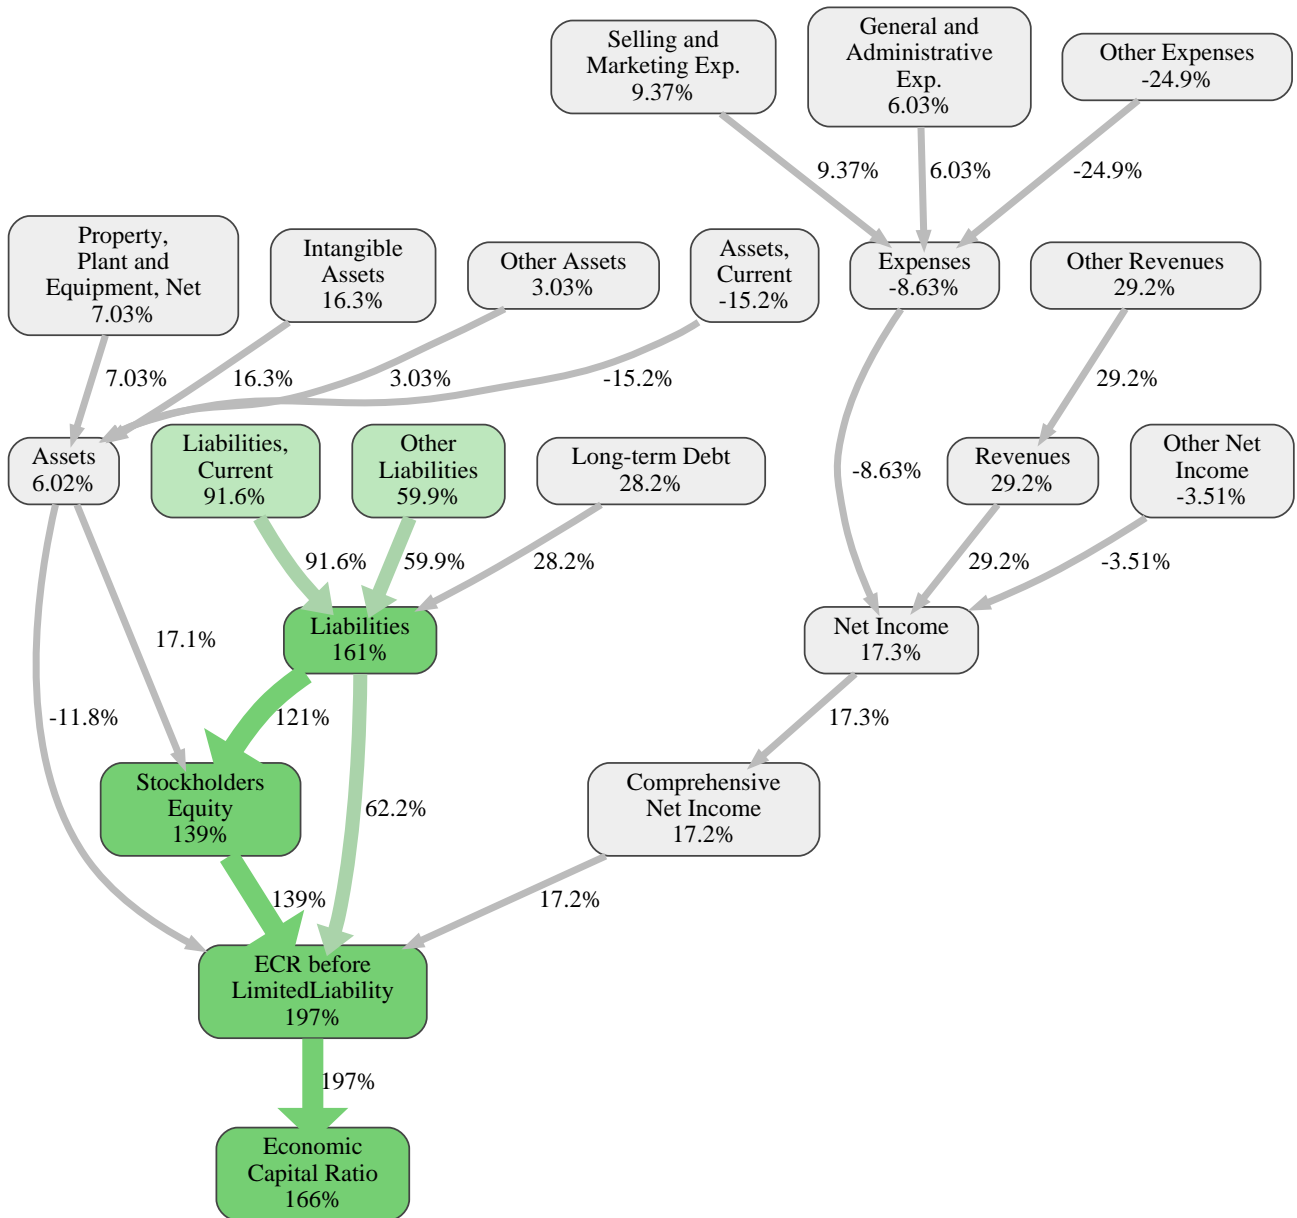 Selling and
Marketing Exp.
9.37%
General and
Administrative
Exp.
6.03%
Other Expenses
-24.9%
9.37%
6.03%
-24.9%
Property,
Plant and
Equipment, Net
7.03%
Intangible
Assets
16.3%
Other Assets
3.03%
Assets,
Current
-15.2%
Expenses
-8.63%
Other Revenues
29.2%
7.03%
16.3%
3.03%
-15.2%
29.2%
Assets
6.02%
Liabilities,
Current
91.6%
Other
Liabilities
59.9%
Long-term Debt
28.2%
-8.63%
Revenues
29.2%
Other Net
Income
-3.51%
91.6%
59.9%
28.2%
29.2%
-3.51%
17.1%
Liabilities
161%
Net Income
17.3%
-11.8%
121%
17.3%
Stockholders
Equity
139%
62.2%
Comprehensive
Net Income
17.2%
139%
17.2%
ECR before
LimitedLiability
197%
197%
Economic
Capital Ratio
166%